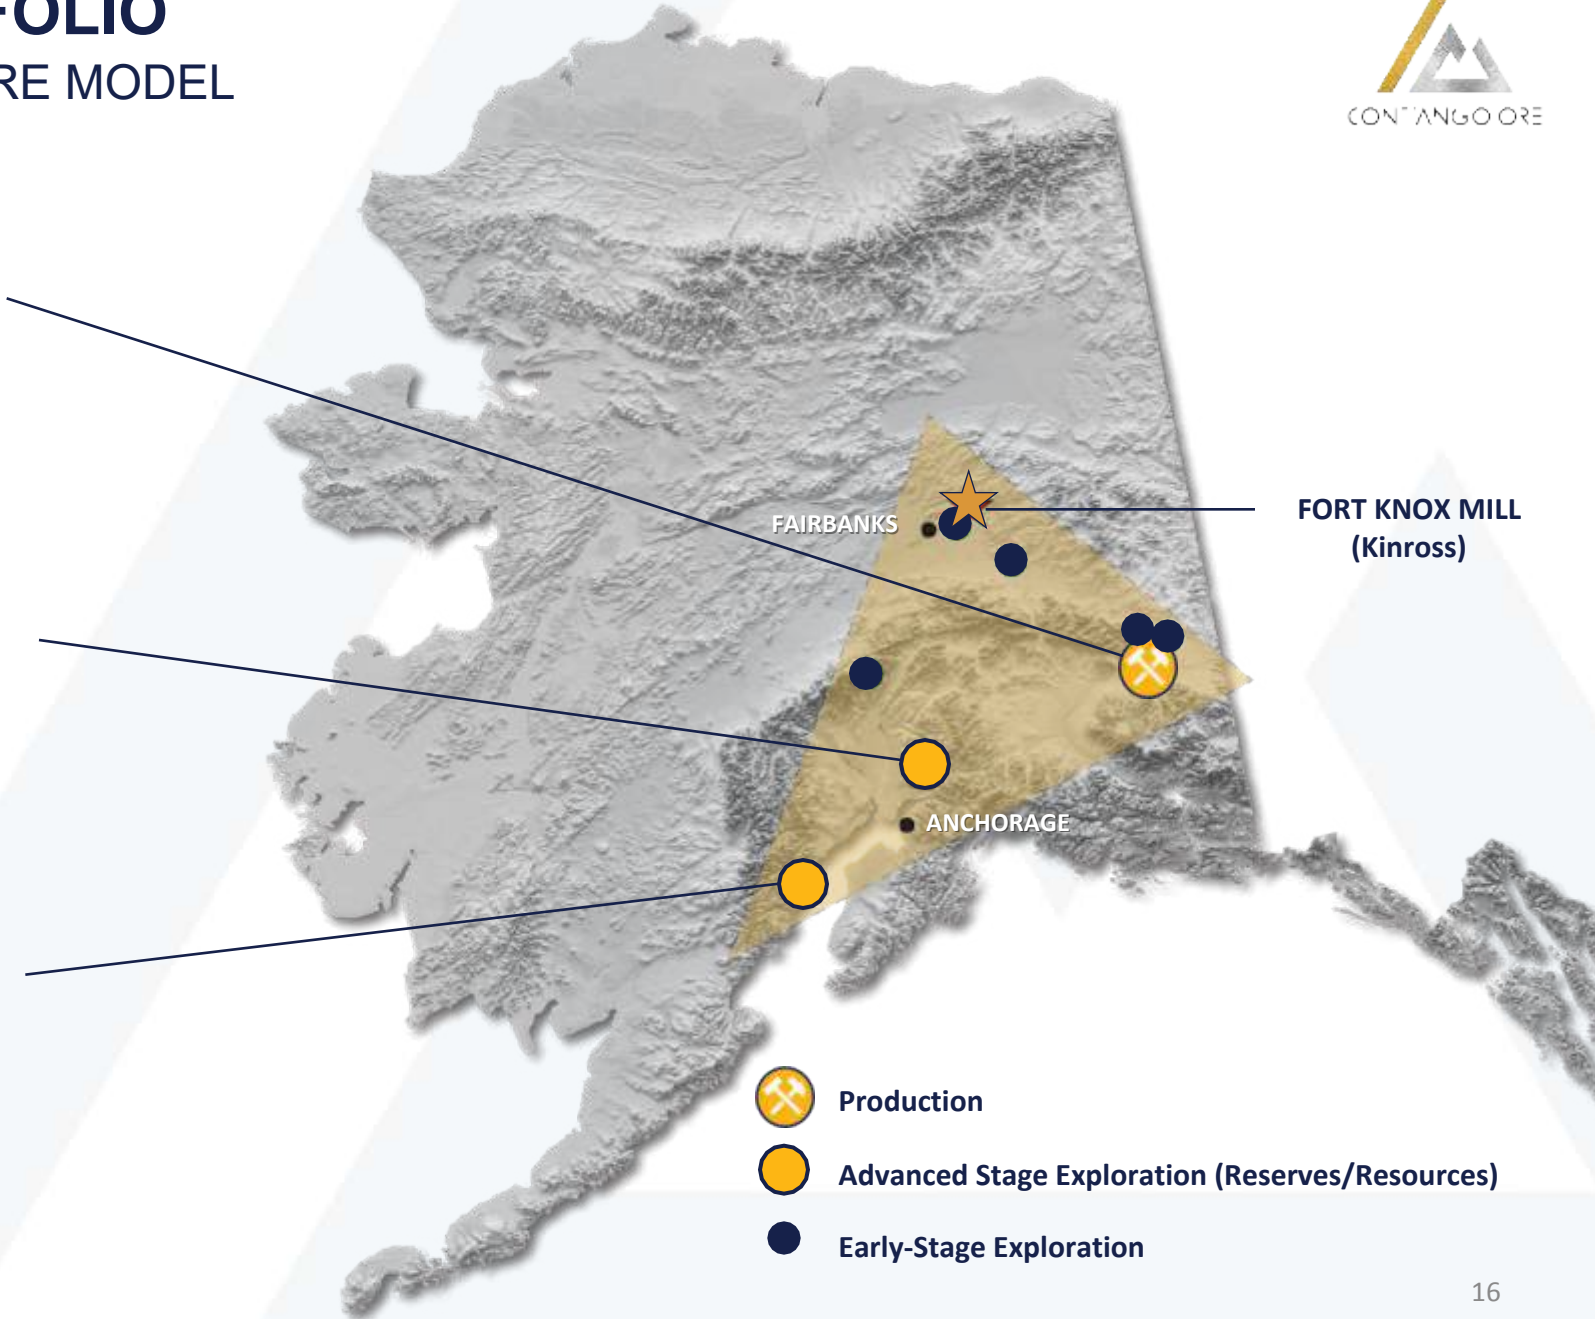 FOLIO
RE MODEL
CONTANGO ORE
FAIRBANKS
FORT KNOX MILL
(Kinross)
ANCHORAGE
Production
Advanced Stage Exploration (Reserves/Resources)
Early-Stage Exploration
16